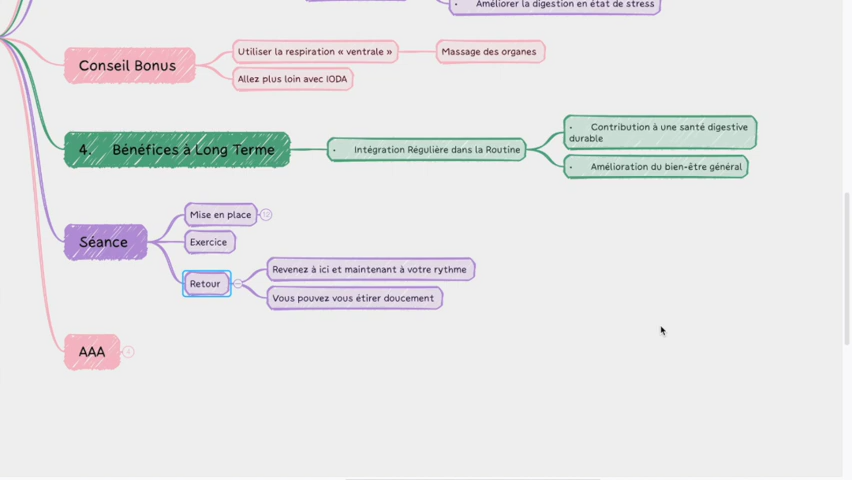 • Améliorer la digestion en état de stress
Conseil Bonus
Utiliser la respiration « ventrale »
Massage des organes
Allez plus loin avec IODA
4. Bénéfices à Long Terme
• Intégration Régulière dans la Routine
• Contribution à une santé digestive
durable
• Amélioration du bien-être général
Séance
Mise en place
12
Exercice
Retour
Revenez à ici et maintenant à votre rythme
Vous pouvez vous étirer doucement
AAA